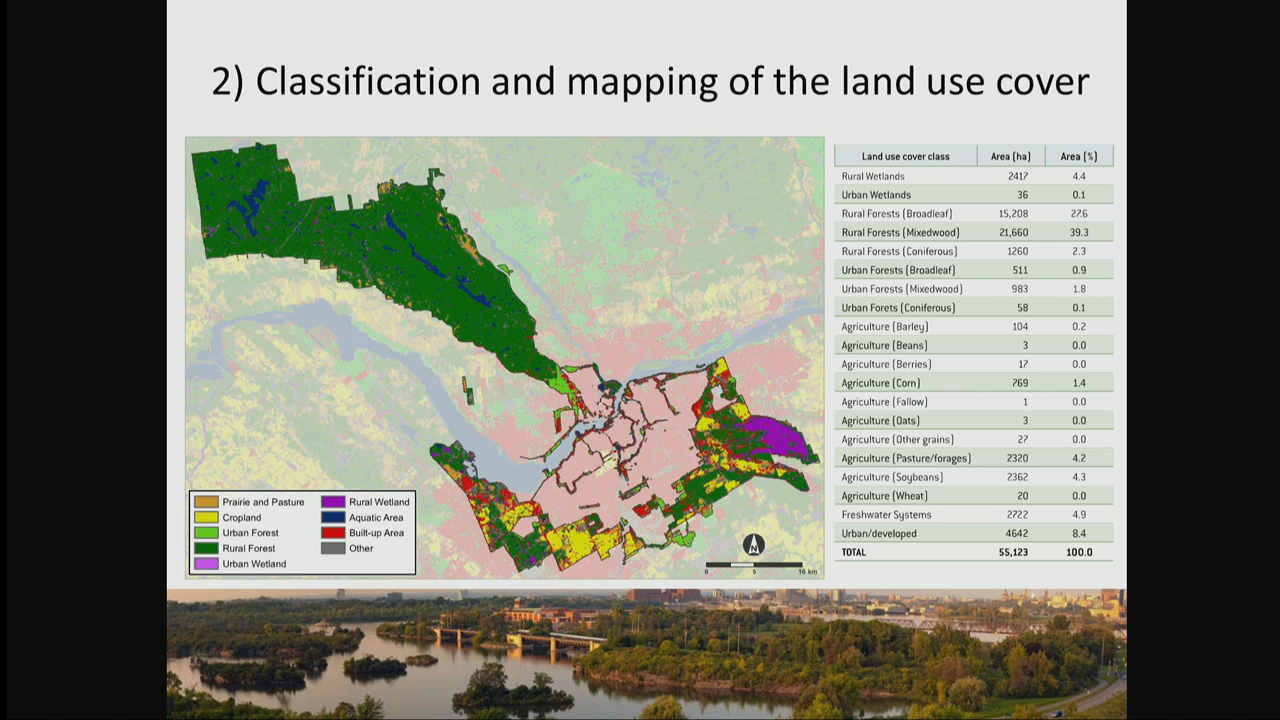 2) Classification and mapping of the land use cover
Land use cover class Area (ha) Area (%)
Rural Wetlands 2417 4.4
Urban Wetlands 36 0.1
Rural Forests (Broadleaf) 15,208 27.6
Rural Forests (Mixedwood) 21,660 39.3
Rural Forests (Coniferous) 1260 2.3
Urban Forests (Broadleaf) 511 0.9
Urban Forests (Mixedwood) 983 1.8
Urban Forets (Coniferous) 58 0.1
Agriculture (Barley) 104 0.2
Agriculture (Beans) 3 0.0
Agriculture (Berries) 17 0.0
Agriculture (Corn) 769 1.4
Agriculture (Fallow) 1 0.0
Agriculture (Oats) 3 0.0
Agriculture (Other grains) 27 0.0
Agriculture (Pasture/forages) 2320 4.2
Agriculture (Soybeans) 2362 4.3
Agriculture (Wheat) 20 0.0
Freshwater Systems 2722 4.9
Urban/developed 4642 8.4
TOTAL 55,123 100.0
Prairie and Pasture
Cropland
Urban Forest
Rural Forest
Urban Wetland
Rural Wetland
Aquatic Area
Built-up Area
Other
N
0 5 10 km